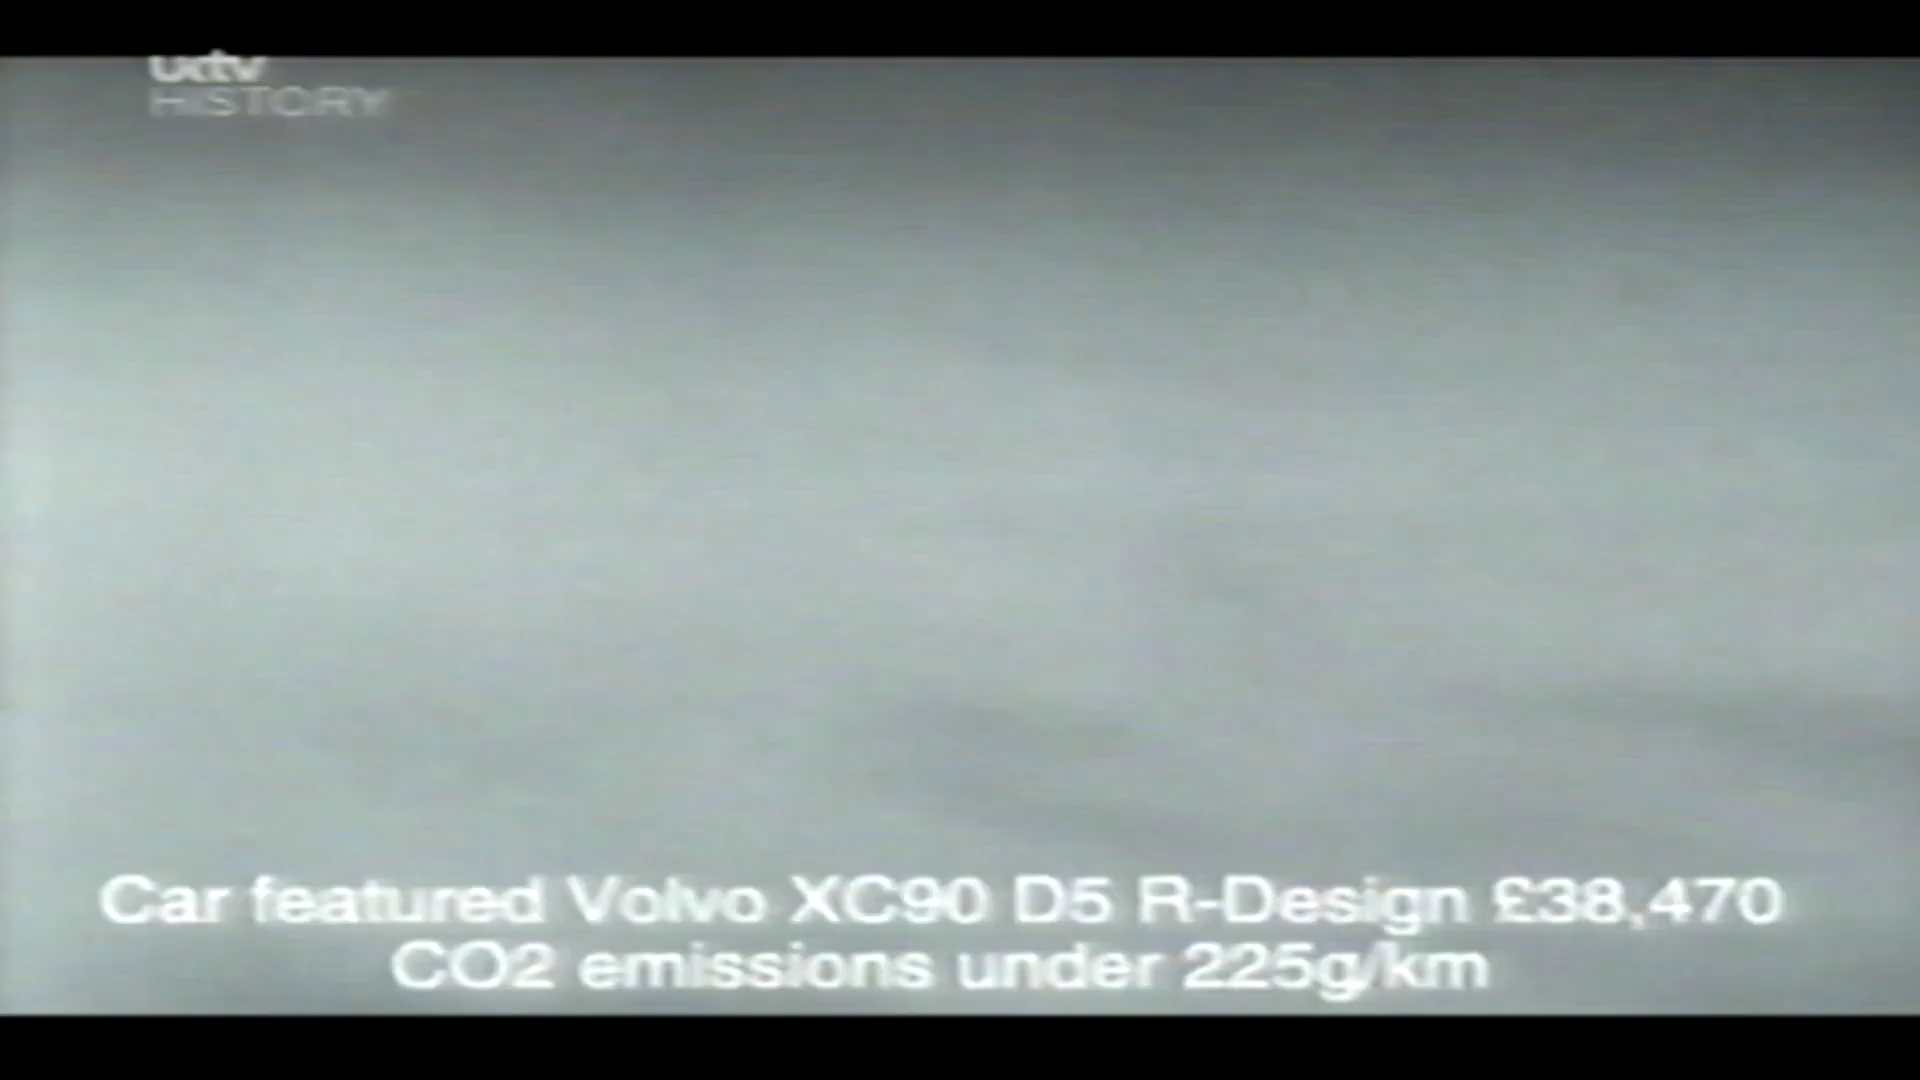 uktv
HISTORY
Car featured Volvo XC90 D5 R-Design £38,470
CO2 emissions under 225g/km